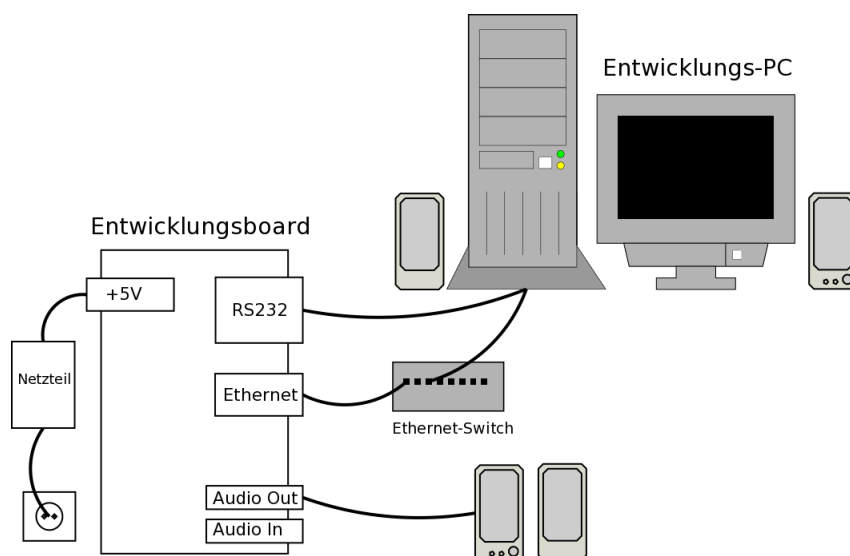 Entwicklungs-PC
Entwicklungsboard
+5V
RS232
Netzteil
Ethernet
Ethernet-Switch
Audio Out
Audio In